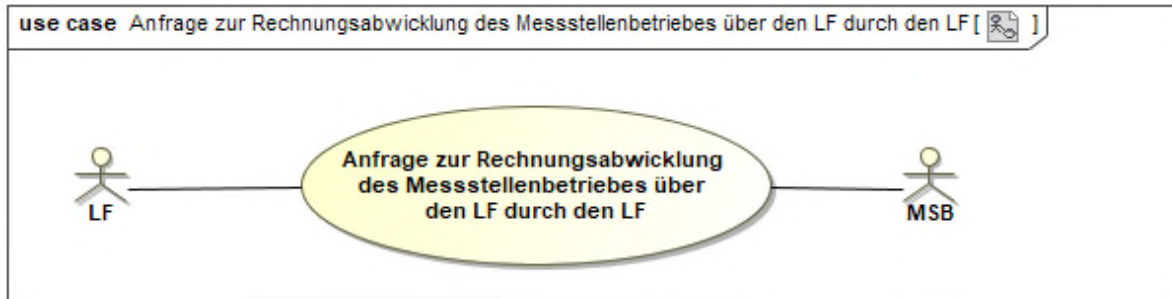 use case Anfrage zur Rechnungsabwicklung des Messstellenbetriebes über den LF durch den LF [ ]
Anfrage zur Rechnungsabwicklung
des Messstellenbetriebes über
den LF durch den LF
LF
MSB